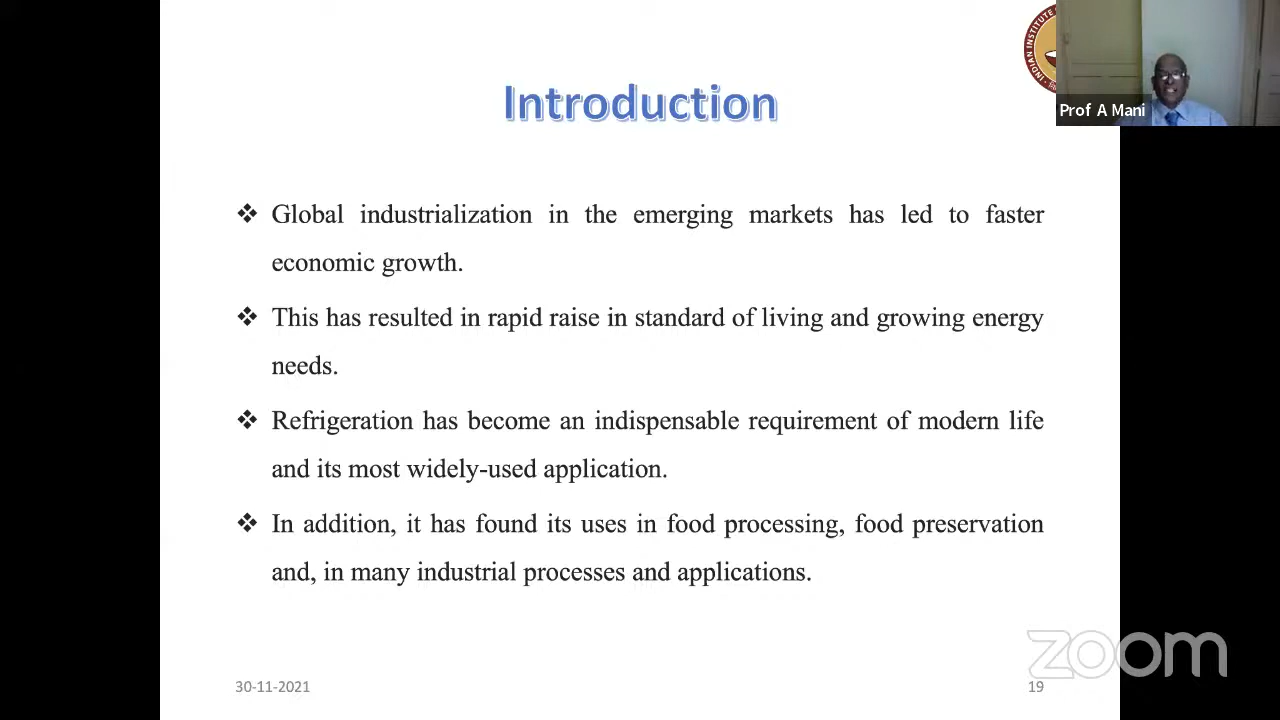 INDIAN INSTITUTE
Prof A Mani
Introduction
❖ Global industrialization in the emerging markets has led to faster
economic growth.
❖ This has resulted in rapid raise in standard of living and growing energy
needs.
❖ Refrigeration has become an indispensable requirement of modern life
and its most widely-used application.
❖ In addition, it has found its uses in food processing, food preservation
and, in many industrial processes and applications.
zoom
30-11-2021
19